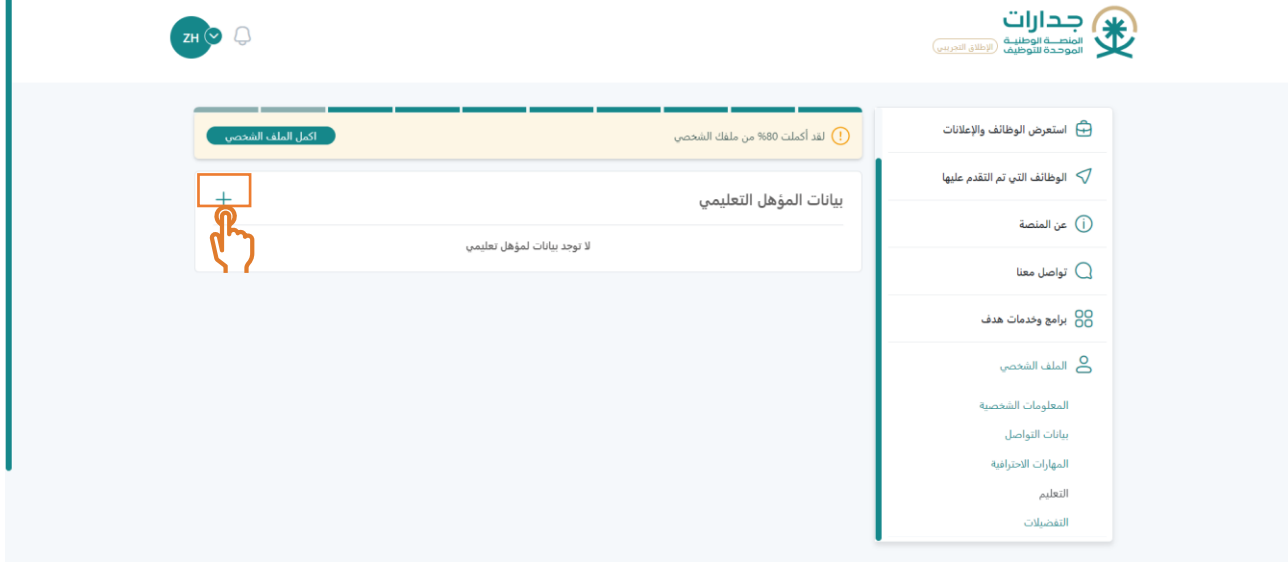 جدارات
المنصة الوطنية
الموحدة للتوظيف
الإطلاق التجريبي
ZH
استعرض الوظائف والإعلانات
الوظائف التي تم التقدم عليها
عن المنصة
تواصل معنا
برامج وخدمات هدف
الملف الشخصي
المعلومات الشخصية
بيانات التواصل
المهارات الاحترافية
التعليم
التفضيلات
لقد أكملت 80% من ملفك الشخصي
اكمل الملف الشخصي
بيانات المؤهل التعليمي
لا توجد بيانات لمؤهل تعليمي